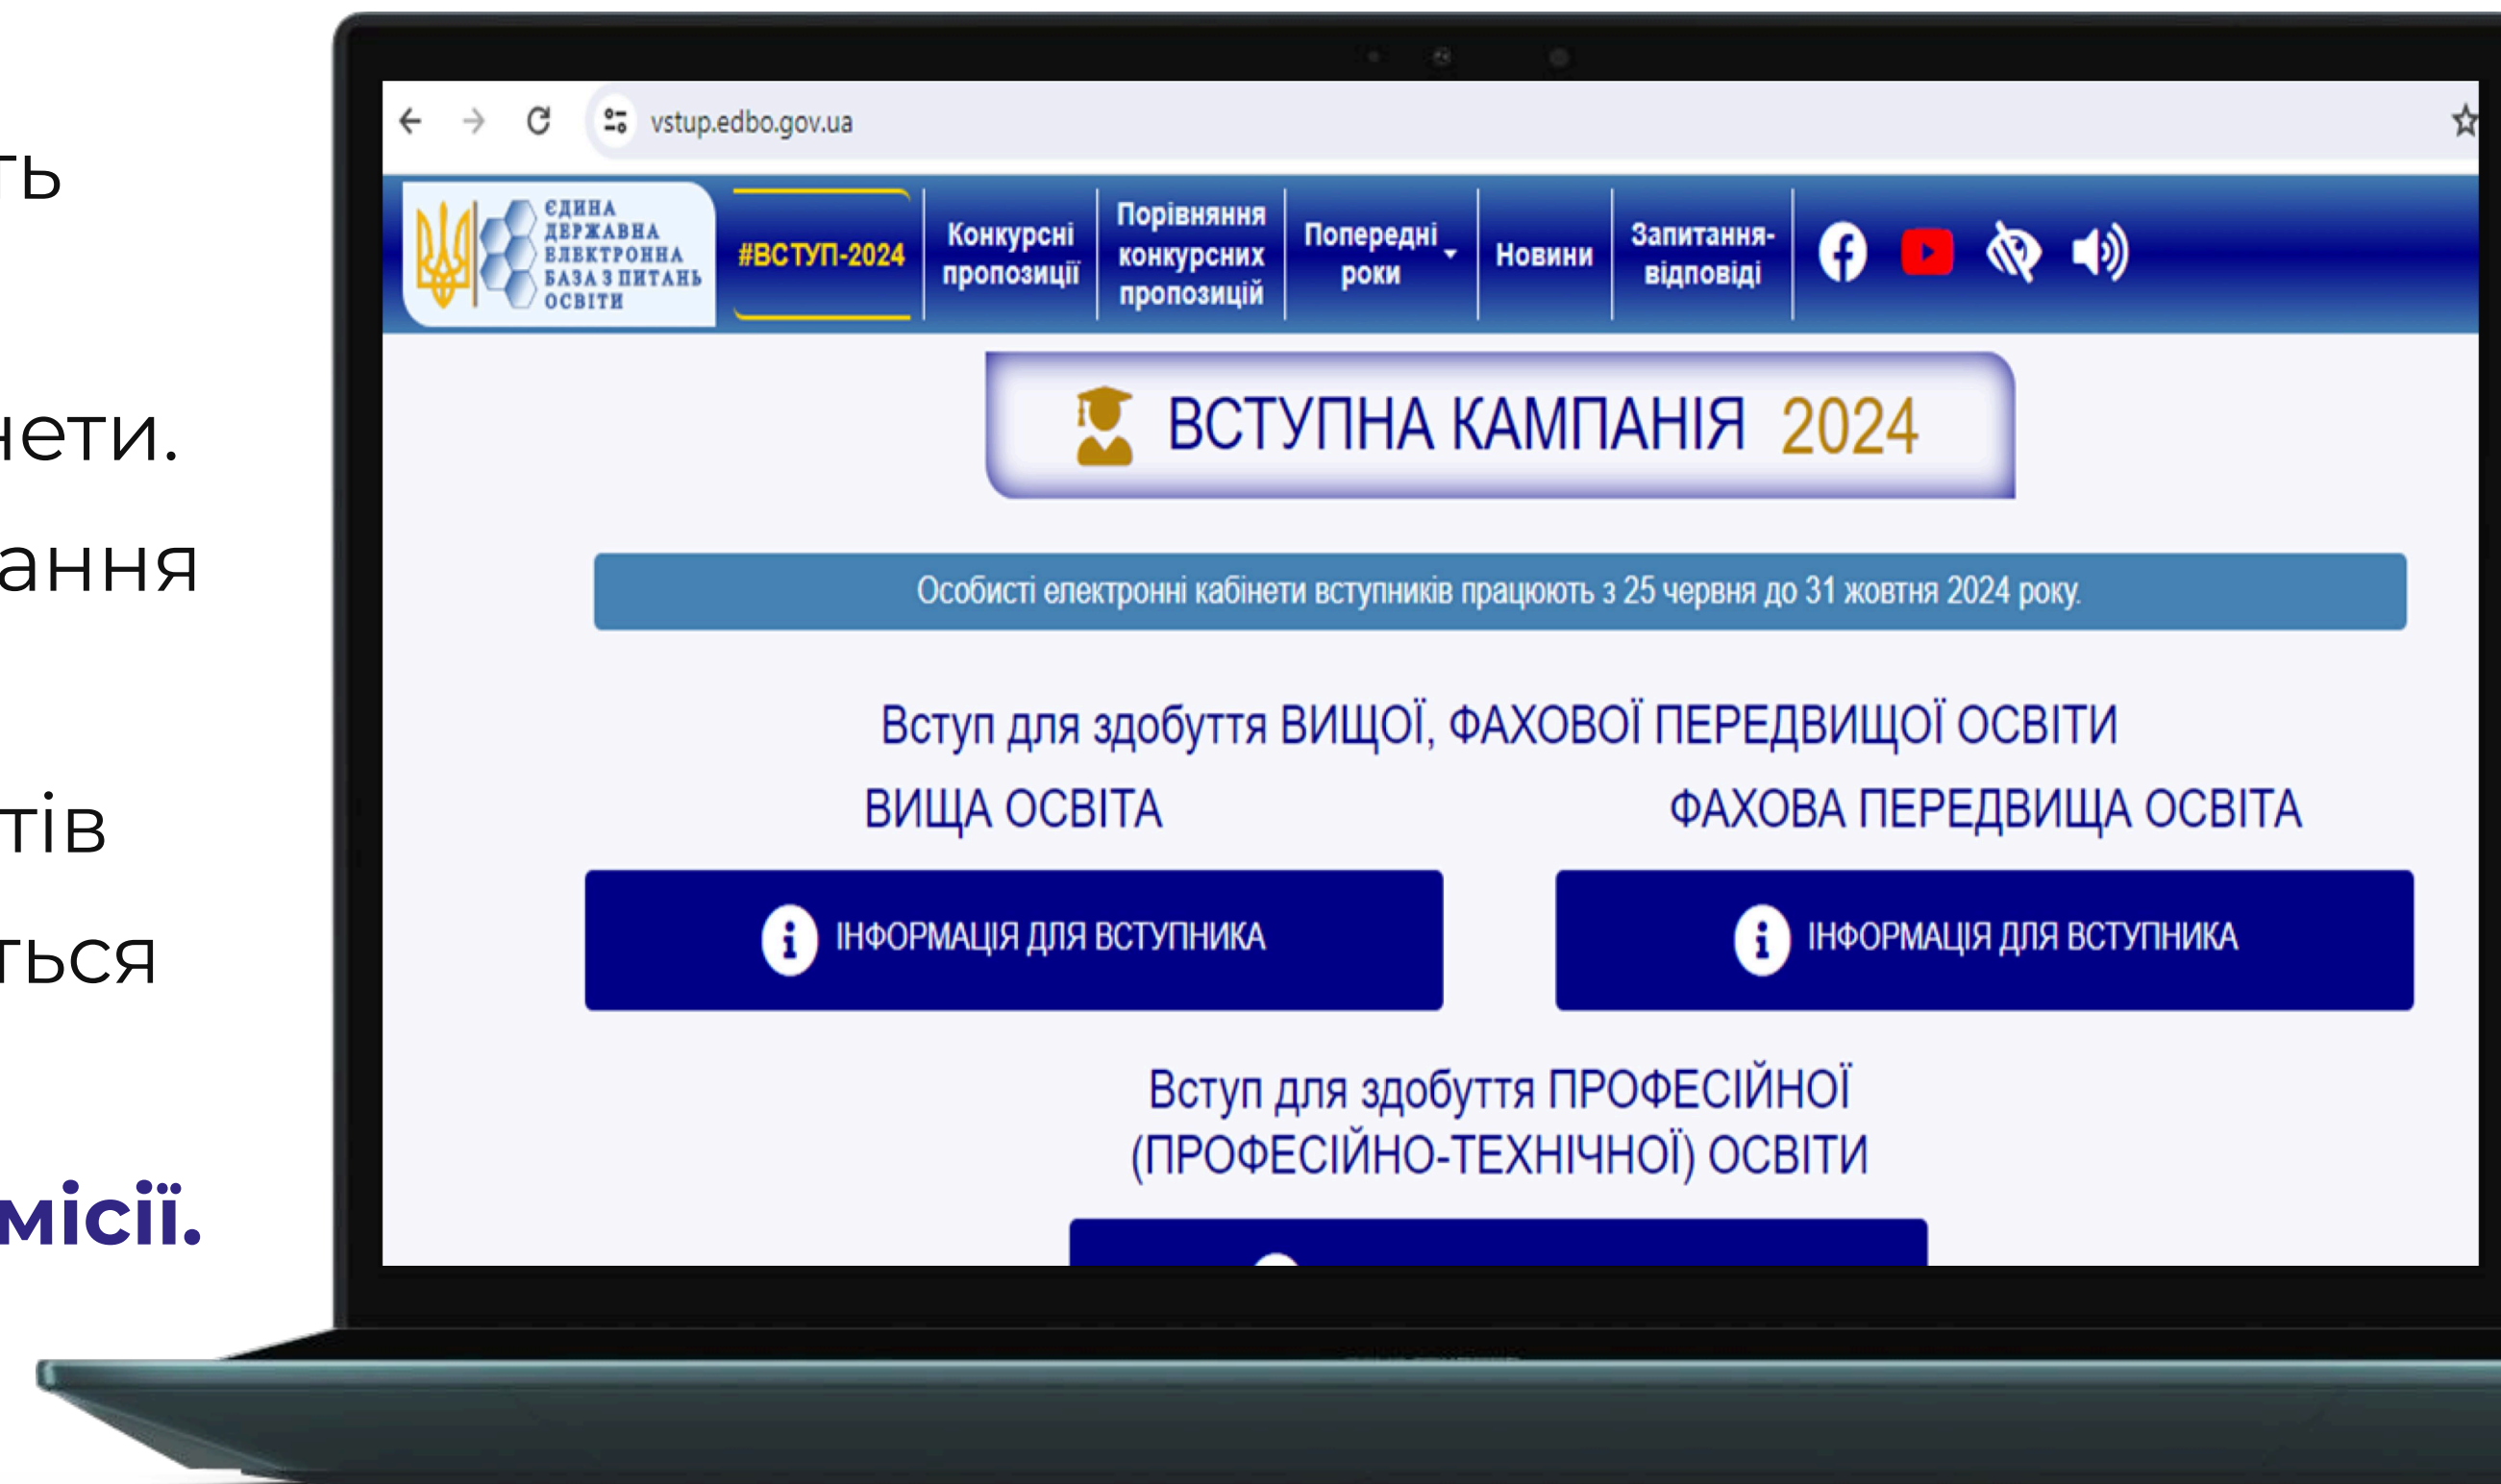 ть
нети.
ання
тів
ться
місії.
vstup.edbo.gov.ua
ЄДИНА
ДЕРЖАВНА
ЕЛЕКТРОННА
БАЗА З ПИТАНЬ
ОСВІТИ
#ВСТУП-2024
Конкурсні
пропозиції
Порівняння
конкурсних
пропозицій
Попередні
роки
Новини
Запитання-
відповіді
ВСТУПНА КАМПАНІЯ 2024
Особисті електронні кабінети вступників працюють з 25 червня до 31 жовтня 2024 року.
Вступ для здобуття ВИЩОЇ, ФАХОВОЇ ПЕРЕДВИЩОЇ ОСВІТИ
ВИЩА ОСВІТА
ФАХОВА ПЕРЕДВИЩА ОСВІТА
ІНФОРМАЦІЯ ДЛЯ ВСТУПНИКА
ІНФОРМАЦІЯ ДЛЯ ВСТУПНИКА
Вступ для здобуття ПРОФЕСІЙНОЇ
(ПРОФЕСІЙНО-ТЕХНІЧНОЇ) ОСВІТИ